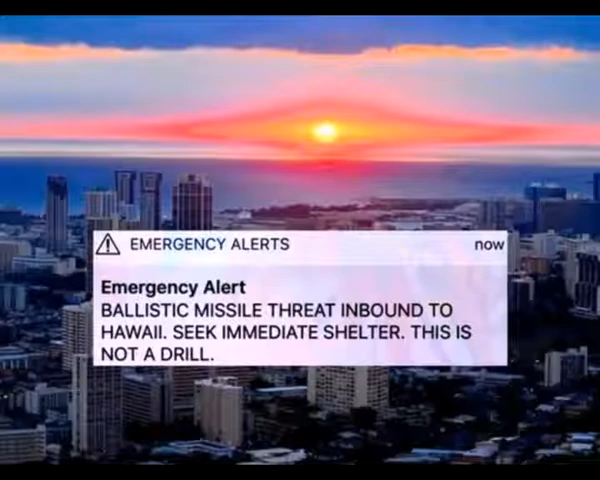 EMERGENCY ALERTS now
Emergency Alert
BALLISTIC MISSILE THREAT INBOUND TO
HAWAII. SEEK IMMEDIATE SHELTER. THIS IS
NOT A DRILL.